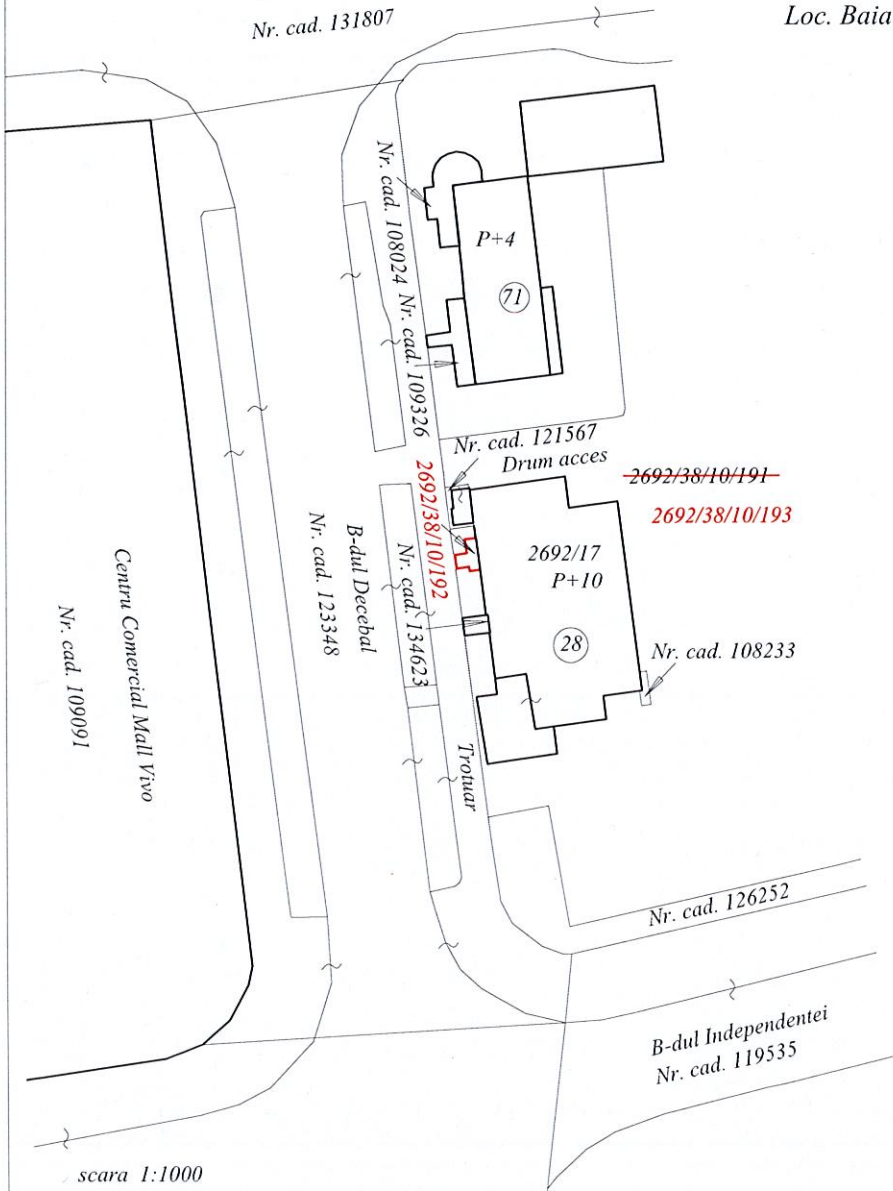 Nr. cad. 131807
Loc. Baia
Nr. cad. 108024
P+4
71
Nr. cad. 109326
Nr. cad. 121567
Drum acces
2692/38/10/191
2692/38/10/193
2692/38/10/192
2692/17
P+10
28
Nr. cad. 108233
Nr. cad. 134623
B-dul Decebal
Nr. cad. 123348
Centru Comercial Mall Vivo
Nr. cad. 109091
Trotuar
Nr. cad. 126252
B-dul Independentei
Nr. cad. 119535
scara 1:1000